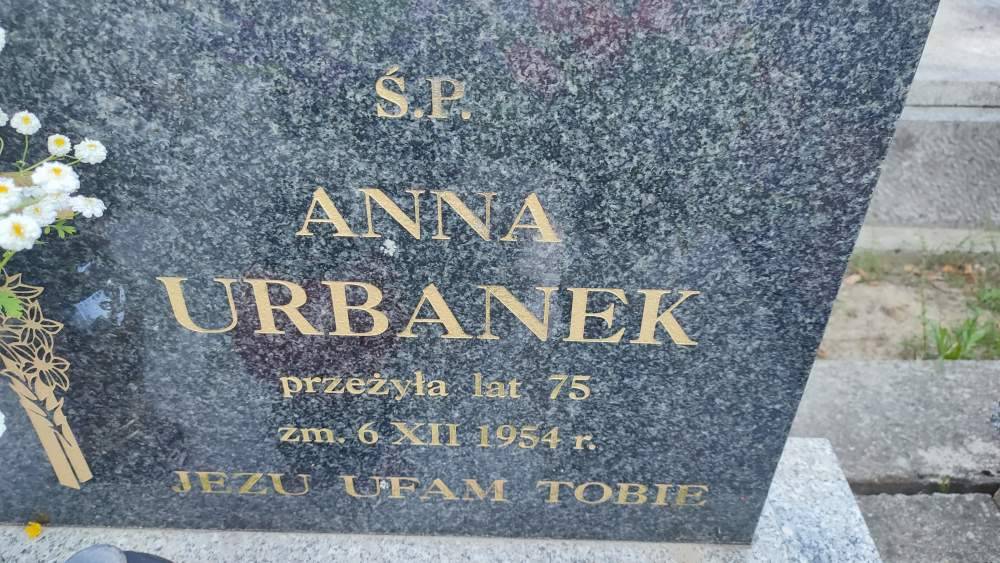 Ś.P.
ANNA
URBANEK
przeżyła lat 75
zm. 6 XII 1954 r.
JEZU UFAM TOBIE